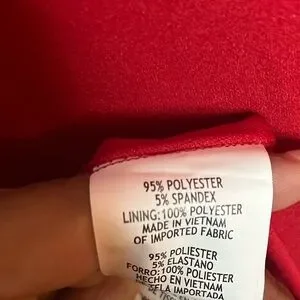 95% POLYESTER
5% SPANDEX
LINING: 100% POLYESTER
MADE IN VIETNAM
OF IMPORTED FABRIC
95% POLIESTER
5% ELASTANO
FORRO: 100% POLIESTER
HECHO EN VIETNAM
TELA IMPORTADA